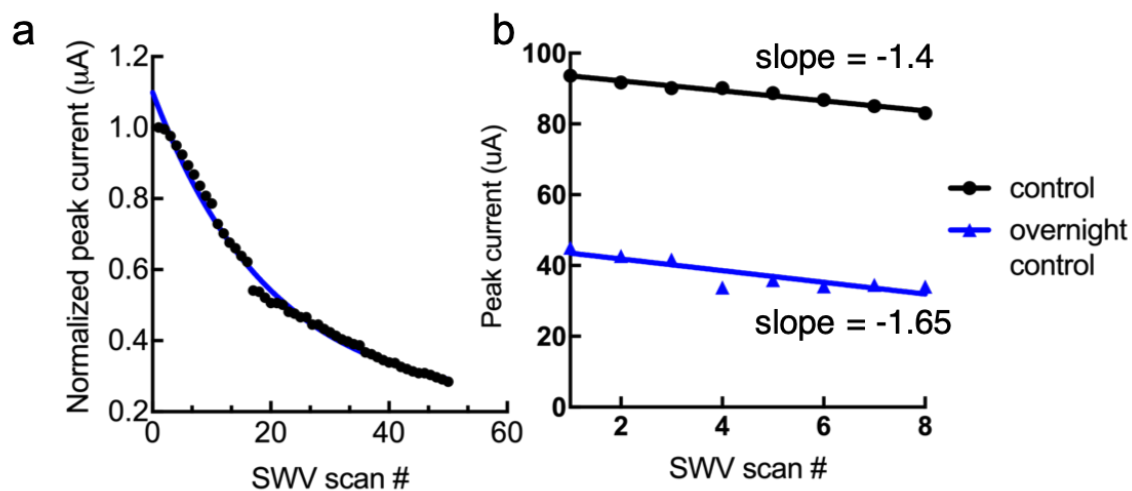 a
Normalized peak current (µA)
1.2
1.0
0.8
0.6
0.4
0.2
0
20
40
60
SWV scan #
b
Peak current (uA)
100
80
60
40
20
0
2
4
6
8
SWV scan #
slope = -1.4
slope = -1.65
control
overnight
control